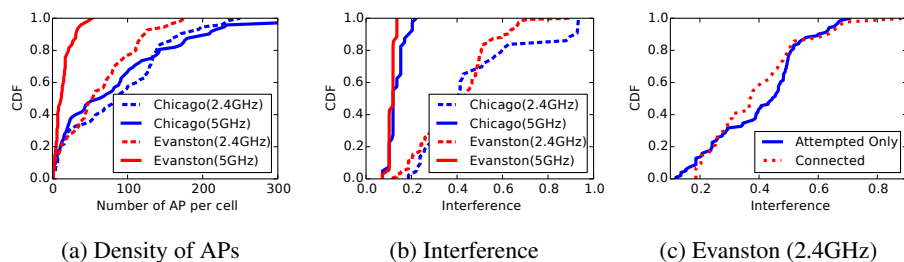 CDF
1.0
0.8
0.6
0.4
0.2
0.0
0
100
200
300
Number of AP per cell
Chicago(2.4GHz)
Chicago(5GHz)
Evanston(2.4GHz)
Evanston(5GHz)
(a) Density of APs
CDF
1.0
0.8
0.6
0.4
0.2
0.0
0.0
0.2
0.4
0.6
0.8
1.0
Interference
Chicago(2.4GHz)
Chicago(5GHz)
Evanston(2.4GHz)
Evanston(5GHz)
(b) Interference
CDF
1.0
0.8
0.6
0.4
0.2
0.0
0.2
0.4
0.6
0.8
Interference
Attempted Only
Connected
(c) Evanston (2.4GHz)